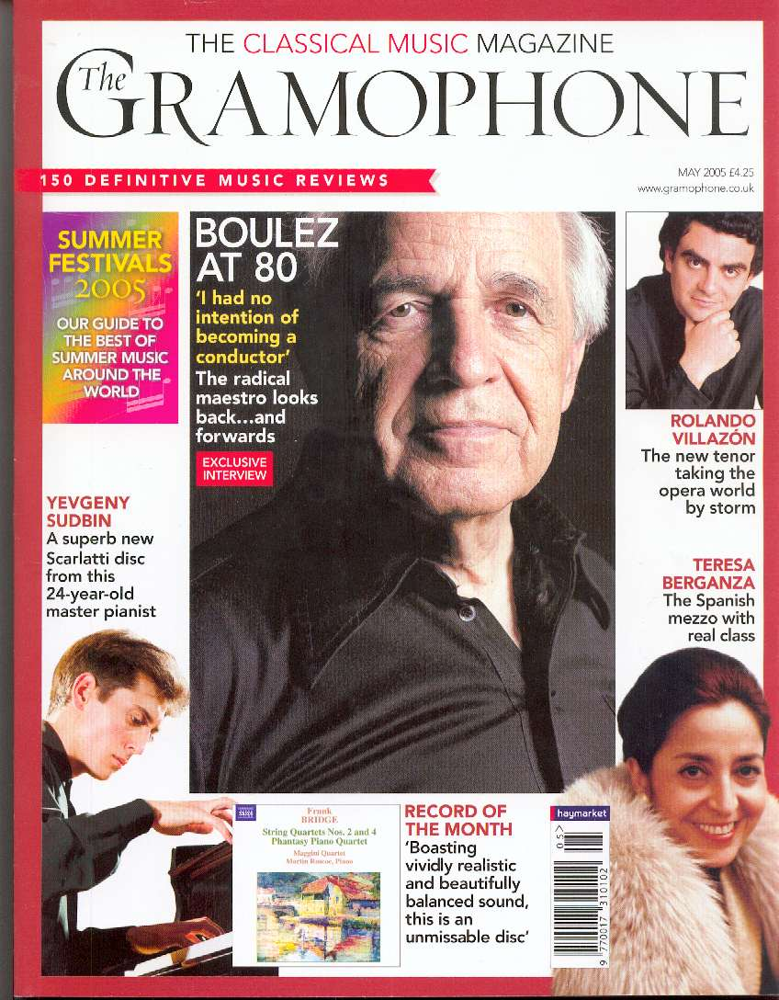 THE CLASSICAL MUSIC MAGAZINE
The
GRAMOPHONE
150 DEFINITIVE MUSIC REVIEWS
MAY 2005 £4.25
www.gramophone.co.uk
SUMMER
FESTIVALS
2005
OUR GUIDE TO
THE BEST OF
SUMMER MUSIC
AROUND THE
WORLD
BOULEZ
AT 80
‘I had no
intention of
becoming a
conductor’
The radical
maestro looks
back...and
forwards
EXCLUSIVE
INTERVIEW
ROLANDO
VILLAZÓN
The new tenor
taking the
opera world
by storm
YEVGENY
SUDBIN
A superb new
Scarlatti disc
from this
24-year-old
master pianist
TERESA
BERGANZA
The Spanish
mezzo with
real class
NAXOS
Frank
BRIDGE
String Quartets Nos. 2 and 4
Phantasy Piano Quartet
Maggini Quartet
Martin Roscoe, Piano
RECORD OF
THE MONTH
‘Boasting
vividly realistic
and beautifully
balanced sound,
this is an
unmissable disc’
haymarket
05>
9 770017 310102